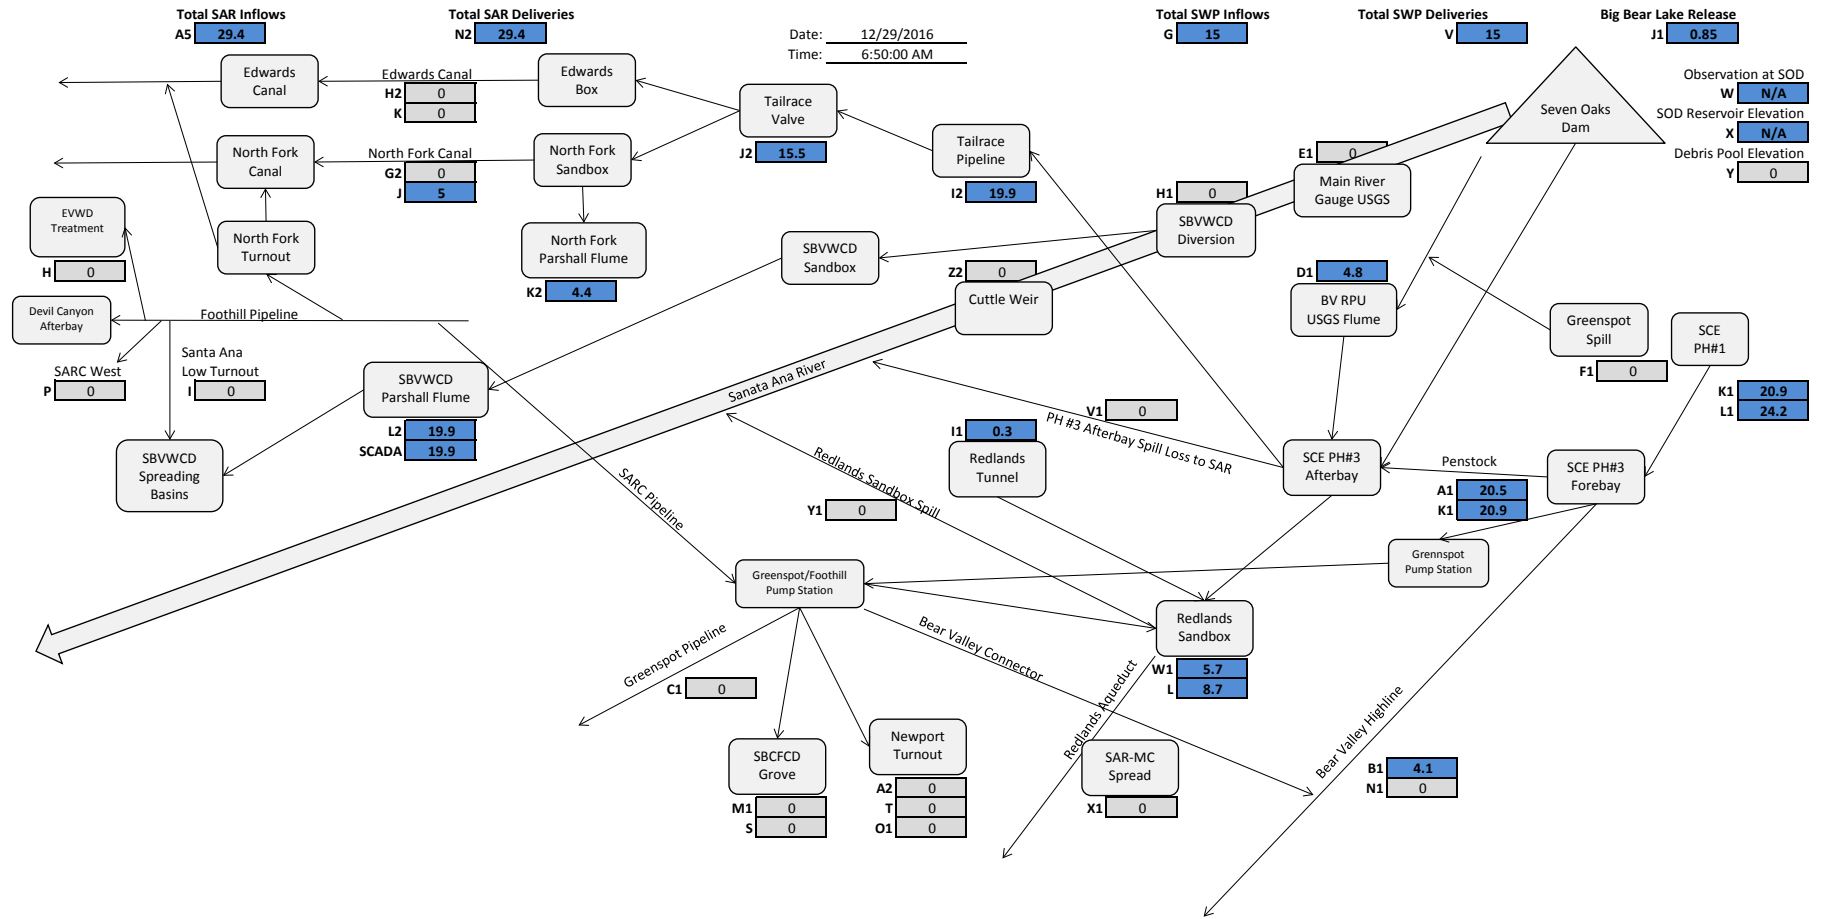 Total SAR Inflows
A5 29.4
Total SAR Deliveries
N2 29.4
Date: 12/29/2016
Time: 6:50:00 AM
Total SWP Inflows
G 15
Total SWP Deliveries
V 15
Big Bear Lake Release
J1 0.85
Edwards
Canal
Edwards Canal
H2 0
K 0
Edwards
Box
Tailrace
Valve
J2 15.5
Tailrace
Pipeline
I2 19.9
Seven Oaks
Dam
Observation at SOD
W N/A
SOD Reservoir Elevation
X N/A
Debris Pool Elevation
Y 0
North Fork
Canal
North Fork Canal
G2 0
J 5
North Fork
Sandbox
E1 0
Main River
Gauge USGS
H1 0
SBVWCD
Diversion
EVWD
Treatment
H 0
North Fork
Turnout
North Fork
Parshall Flume
K2 4.4
SBVWCD
Sandbox
Z2 0
Cuttle Weir
D1 4.8
BV RPU
USGS Flume
Greenspot
Spill
F1 0
SCE
PH#1
K1 20.9
L1 24.2
Devil Canyon
Afterbay
Foothill Pipeline
SARC West
P 0
Santa Ana
Low Turnout
I 0
SBVWCD
Parshall Flume
L2 19.9
SCADA 19.9
Sanata Ana River
V1 0
PH #3 Afterbay Spill Loss to SAR
I1 0.3
Redlands
Tunnel
SCE PH#3
Afterbay
Penstock
A1 20.5
K1 20.9
SCE PH#3
Forebay
SBVWCD
Spreading
Basins
SARC Pipeline
Redlands Sandbox Spill
Y1 0
Grennspot
Pump Station
Greenspot/Foothill
Pump Station
Redlands
Sandbox
W1 5.7
L 8.7
Greenspot Pipeline
C1 0
Bear Valley Connector
Redlands Aqueduct
Bear Valley Highline
SBCFCD
Grove
M1 0
S 0
Newport
Turnout
A2 0
T 0
O1 0
SAR-MC
Spread
X1 0
B1 4.1
N1 0